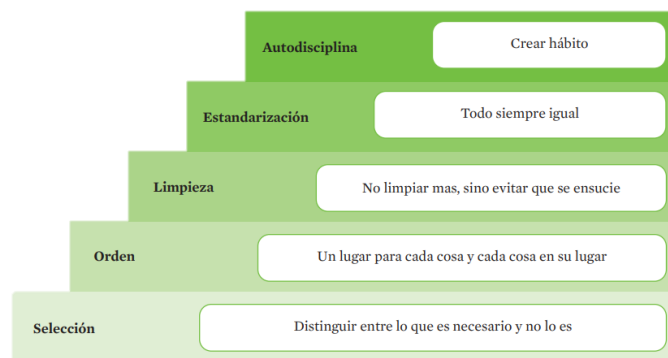 Autodisciplina
Crear hábito
Estandarización
Todo siempre igual
Limpieza
No limpiar mas, sino evitar que se ensucie
Orden
Un lugar para cada cosa y cada cosa en su lugar
Selección
Distinguir entre lo que es necesario y no lo es